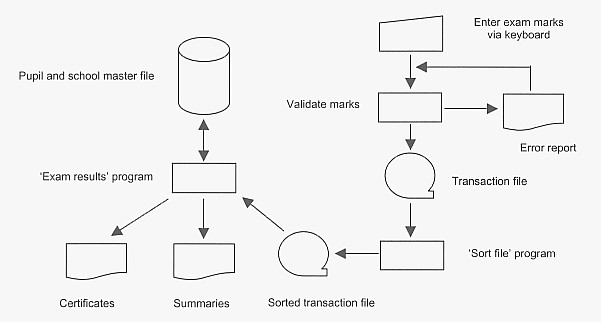 Enter exam marks
via keyboard
Pupil and school master file
Validate marks
Error report
‘Exam results’ program
Transaction file
‘Sort file’ program
Certificates
Summaries
Sorted transaction file